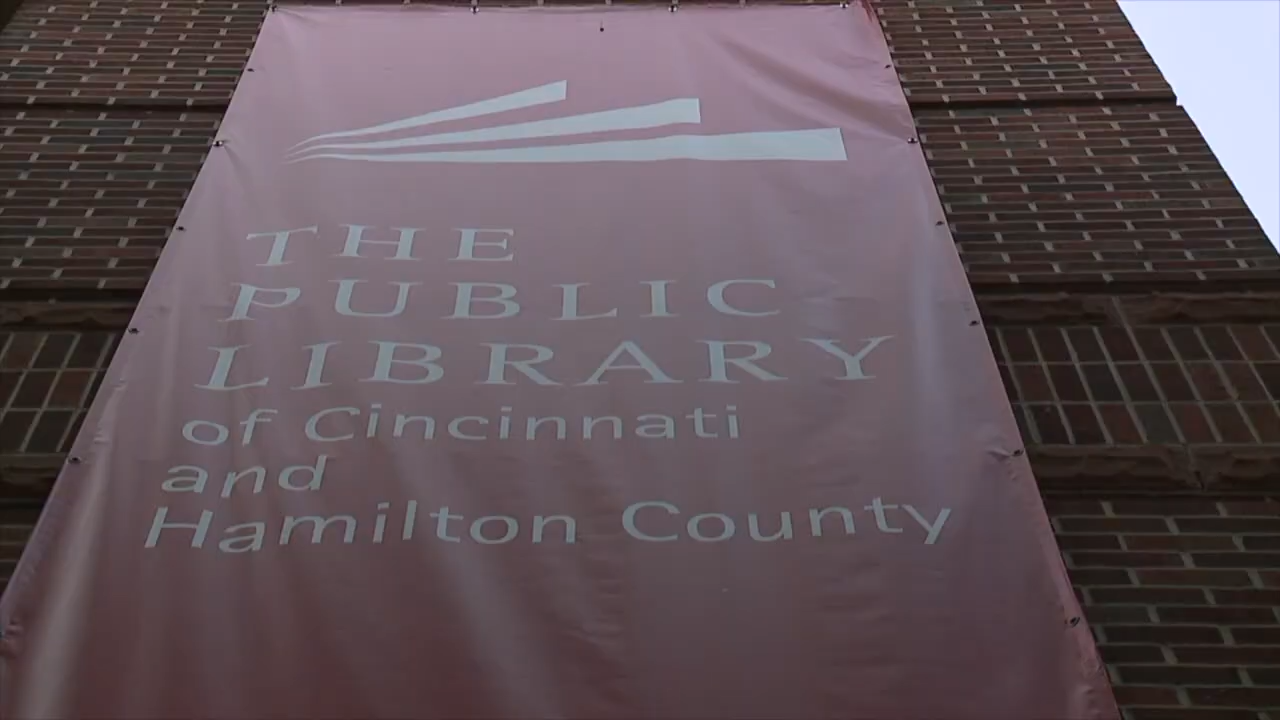 THE
PUBLIC
LIBRARY
of Cincinnati
and
Hamilton County